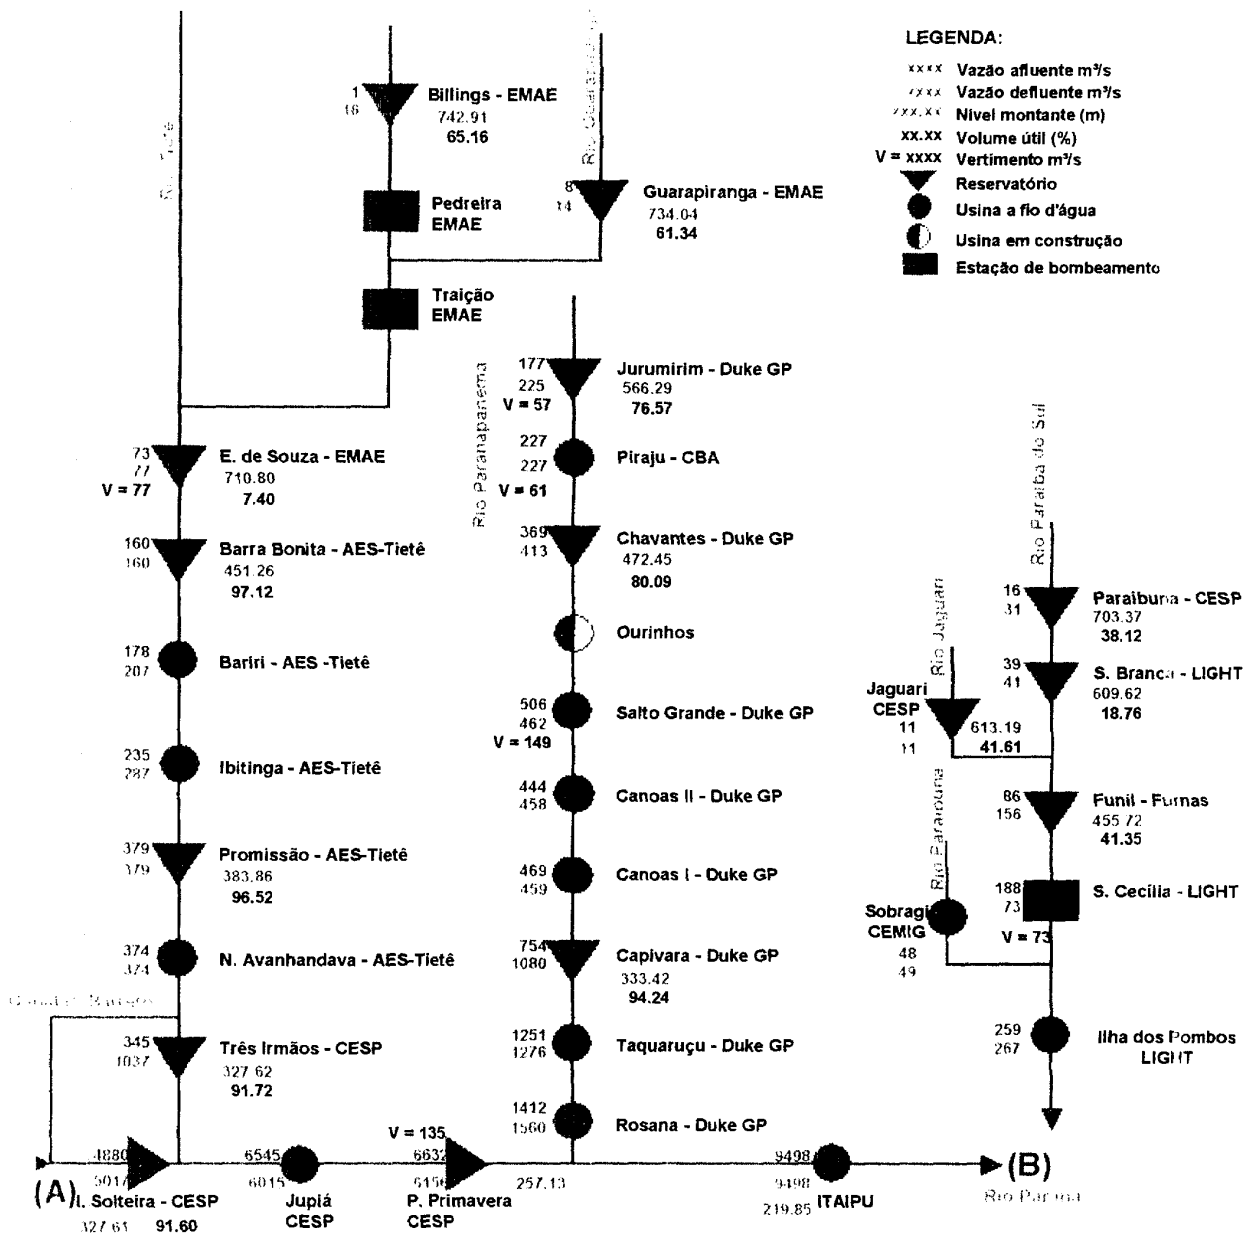 LEGENDA:
xxxx Vazão afluente m³/s
xxxx Vazão defluente m³/s
xxx.xx Nivel montante (m)
xx.xx Volume útil (%)
V = xxxx Vertimento m³/s
Reservatório
Usina a fio d'água
Usina em construção
Estação de bombeamento
Rio Tietê
1
16
Billings - EMAE
742.91
65.16
Pedreira
EMAE
Traição
EMAE
8
14
Guarapiranga - EMAE
734.04
61.34
73
77
V = 77
E. de Souza - EMAE
710.80
7.40
160
160
Barra Bonita - AES-Tietê
451.26
97.12
178
207
Bariri - AES -Tietê
235
287
Ibitinga - AES-Tietê
379
379
Promissão - AES-Tietê
383.86
96.52
374
374
N. Avanhandava - AES-Tietê
345
1037
Três Irmãos - CESP
327 62
91.72
Rio Paranapanema
177
225
V = 57
Jurumirim - Duke GP
566.29
76.57
227
227
V = 61
Piraju - CBA
369
413
Chavantes - Duke GP
472.45
80.09
Ourinhos
506
462
V = 149
Salto Grande - Duke GP
444
458
Canoas II - Duke GP
469
459
Canoas I - Duke GP
754
1080
Capivara - Duke GP
333.42
94.24
1251
1276
Taquaruçu - Duke GP
1412
1560
Rosana - Duke GP
Rio Paraiba do Sul
16
31
Paraibuna - CESP
703.37
38.12
39
41
S. Branca - LIGHT
609.62
18.76
Rio Jaguari
Jaguari
CESP
11
11
613.19
41.61
86
156
Funil - Furnas
455 72
41.35
Rio Paraibuna
188
73
V = 73
S. Cecília - LIGHT
Sobragi
CEMIG
48
49
259
267
Ilha dos Pombos
LIGHT
(A)
4880
5017
I. Solteira - CESP
327 61 91.60
6545
6015
Jupiá
CESP
V = 135
6632
6156
P. Primavera
CESP
257.13
9498
9498
219.85
ITAIPU
(B)
Rio Paraná